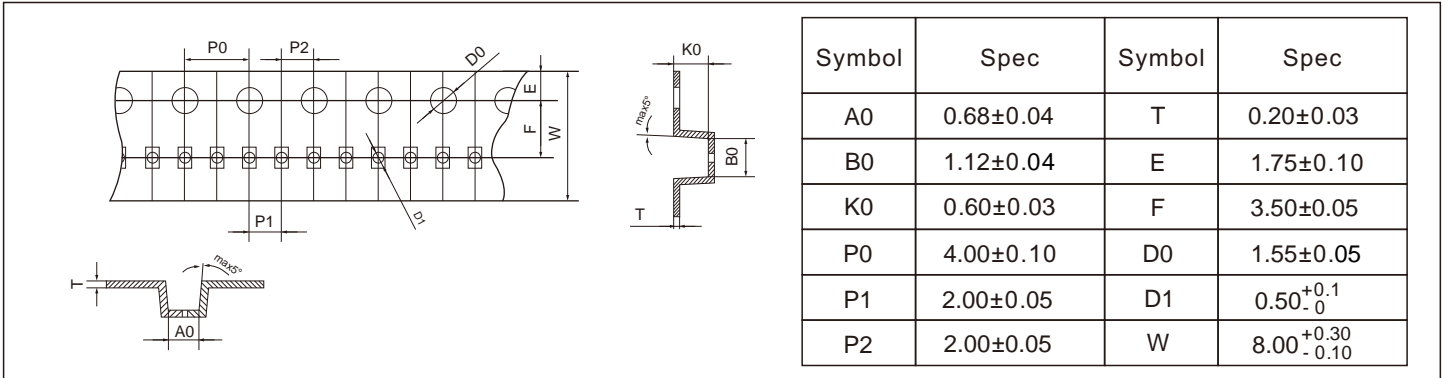 P0 P2 D0
E
F
W
P1
D1
T
max5°
A0
K0
max5°
B0
T
Symbol Spec Symbol Spec
A0 0.68±0.04 T 0.20±0.03
B0 1.12±0.04 E 1.75±0.10
K0 0.60±0.03 F 3.50±0.05
P0 4.00±0.10 D0 1.55±0.05
P1 2.00±0.05 D1 0.50+0.1 - 0
P2 2.00±0.05 W 8.00+0.30 - 0.10